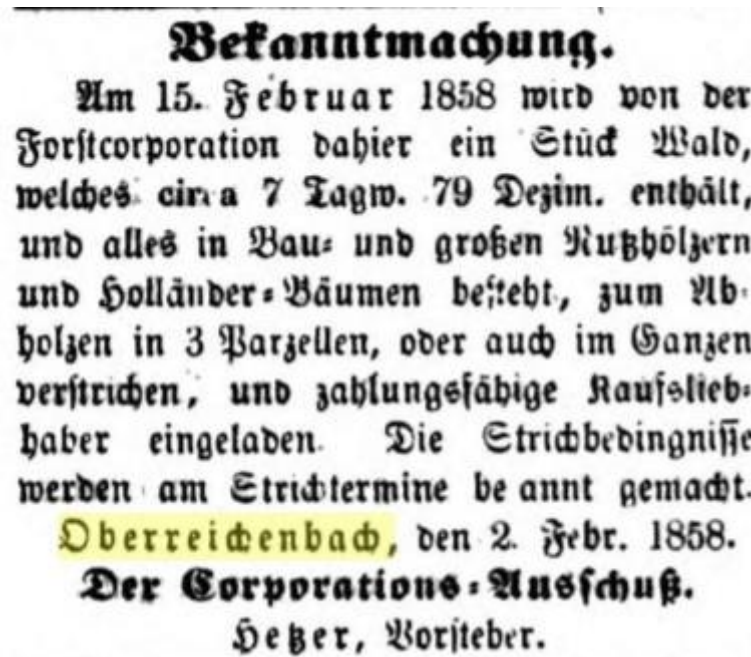 Bekanntmachung.
Am 15. Februar 1858 wird von der
Forstcorporation dahier ein Stück Wald,
welches circa 7 Tagw. 79 Dezim. enthält,
und alles in Bau= und großen Nutzhölzern
und Holländer=Bäumen besteht, zum Ab-
holzen in 3 Parzellen, oder auch im Ganzen
verstrichen, und zahlungsfähige Kaufslieb-
haber eingeladen. Die Strichbedingnisse
werden am Strichtermine be annt gemacht.
Oberreichenbach, den 2. Febr. 1858.
Der Corporations=Ausschuß.
Hetzer, Vorsteher.